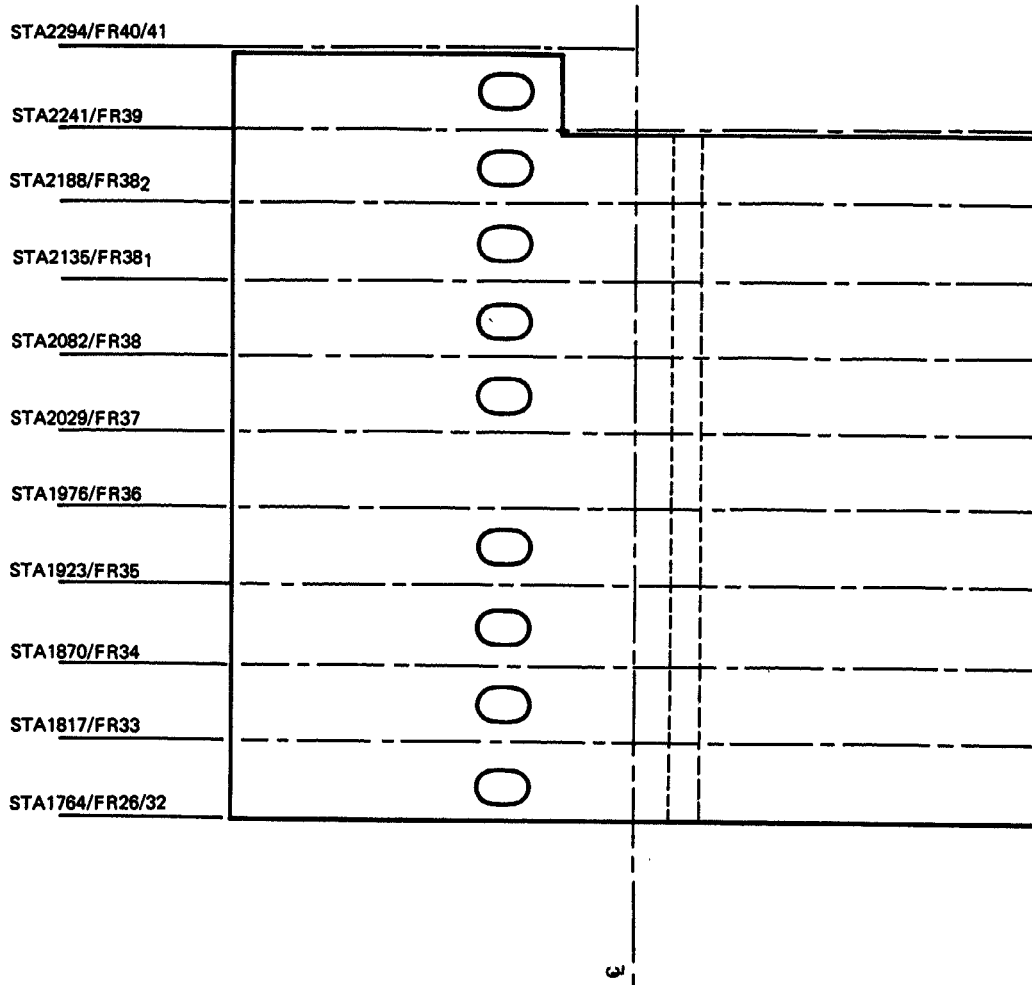 STA2294/FR40/41
STA2241/FR39
STA2188/FR38₂
STA2135/FR38₁
STA2082/FR38
STA2029/FR37
STA1976/FR36
STA1923/FR35
STA1870/FR34
STA1817/FR33
STA1764/FR26/32
℄